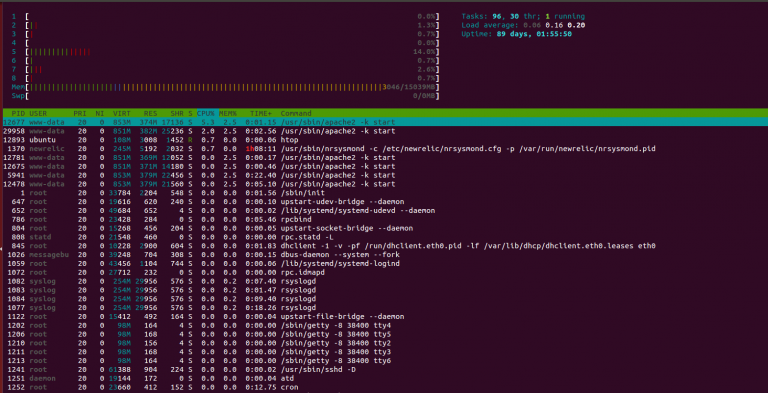 1 [ 0.0%] Tasks: 96, 30 thr; 1 running
2 [|| 1.3%] Load average: 0.06 0.16 0.20
3 [| 0.7%] Uptime: 89 days, 01:55:50
4 [ 0.0%]
5 [ 14.0%]
6 [| 0.7%]
7 [||| 2.6%]
8 [ 0.7%]
Mem[ 3046/15039MB]
Swp[ 0/0MB]
PID USER PRI NI VIRT RES SHR S CPU% MEM% TIME+ Command
12677 www-data 20 0 853M 374M 17136 S 5.3 2.5 0:01.15 /usr/sbin/apache2 -k start
29958 www-data 20 0 851M 382M 25236 S 2.0 2.5 0:02.56 /usr/sbin/apache2 -k start
12893 ubuntu 20 0 3008 1452 R 0.7 0.0 0:00.06 htop
1370 newrelic 20 0 245M 5192 2032 S 0.7 0.0 1h08:11 /usr/sbin/nrsysmond -c /etc/newrelic/nrsysmond.cfg -p /var/run/newrelic/nrsysmond.pid
12781 www-data 20 0 851M 369M 12052 S 0.0 2.5 0:00.17 /usr/sbin/apache2 -k start
12675 www-data 20 0 846M 371M 14180 S 0.0 2.5 0:00.46 /usr/sbin/apache2 -k start
5941 www-data 20 0 853M 379M 22456 S 0.0 2.5 0:22.40 /usr/sbin/apache2 -k start
12478 www-data 20 0 853M 379M 21560 S 0.0 2.5 0:05.10 /usr/sbin/apache2 -k start
1 root 20 0 33784 2204 548 S 0.0 0.0 0:01.56 /sbin/init
647 root 20 0 19616 620 240 S 0.0 0.0 0:00.10 upstart-udev-bridge --daemon
652 root 20 0 49684 652 4 S 0.0 0.0 0:00.02 /lib/systemd/systemd-udevd --daemon
786 root 20 0 23428 284 0 S 0.0 0.0 0:05.46 rpcbind
804 root 20 0 15268 456 204 S 0.0 0.0 0:00.05 upstart-socket-bridge --daemon
808 statd 20 0 21548 460 0 S 0.0 0.0 0:00.00 rpc.statd -L
845 root 20 0 10228 2900 604 S 0.0 0.0 0:01.83 dhclient -1 -v -pf /run/dhclient.eth0.pid -lf /var/lib/dhcp/dhclient.eth0.leases eth0
1026 messagebu 20 0 39248 704 308 S 0.0 0.0 0:00.15 dbus-daemon --system --fork
1059 root 20 0 43456 1104 744 S 0.0 0.0 0:00.06 /lib/systemd/systemd-logind
1072 root 20 0 27712 232 0 S 0.0 0.0 0:00.00 rpc.idmapd
1082 syslog 20 0 254M 29956 576 S 0.0 0.2 0:07.40 rsyslogd
1083 syslog 20 0 254M 29956 576 S 0.0 0.2 0:01.47 rsyslogd
1084 syslog 20 0 254M 29956 576 S 0.0 0.2 0:09.40 rsyslogd
1077 syslog 20 0 254M 29956 576 S 0.0 0.2 0:18.26 rsyslogd
1122 root 20 0 15412 492 164 S 0.0 0.0 0:00.04 upstart-file-bridge --daemon
1202 root 20 0 98M 164 4 S 0.0 0.0 0:00.00 /sbin/getty -8 38400 tty4
1206 root 20 0 98M 168 4 S 0.0 0.0 0:00.00 /sbin/getty -8 38400 tty5
1210 root 20 0 98M 156 4 S 0.0 0.0 0:00.00 /sbin/getty -8 38400 tty2
1211 root 20 0 98M 168 4 S 0.0 0.0 0:00.00 /sbin/getty -8 38400 tty3
1213 root 20 0 98M 166 4 S 0.0 0.0 0:00.00 /sbin/getty -8 38400 tty6
1241 root 20 0 61388 904 224 S 0.0 0.0 0:00.02 /usr/sbin/sshd -D
1251 daemon 20 0 19144 172 0 S 0.0 0.0 0:00.04 atd
1252 root 20 0 23660 412 152 S 0.0 0.0 0:12.75 cron